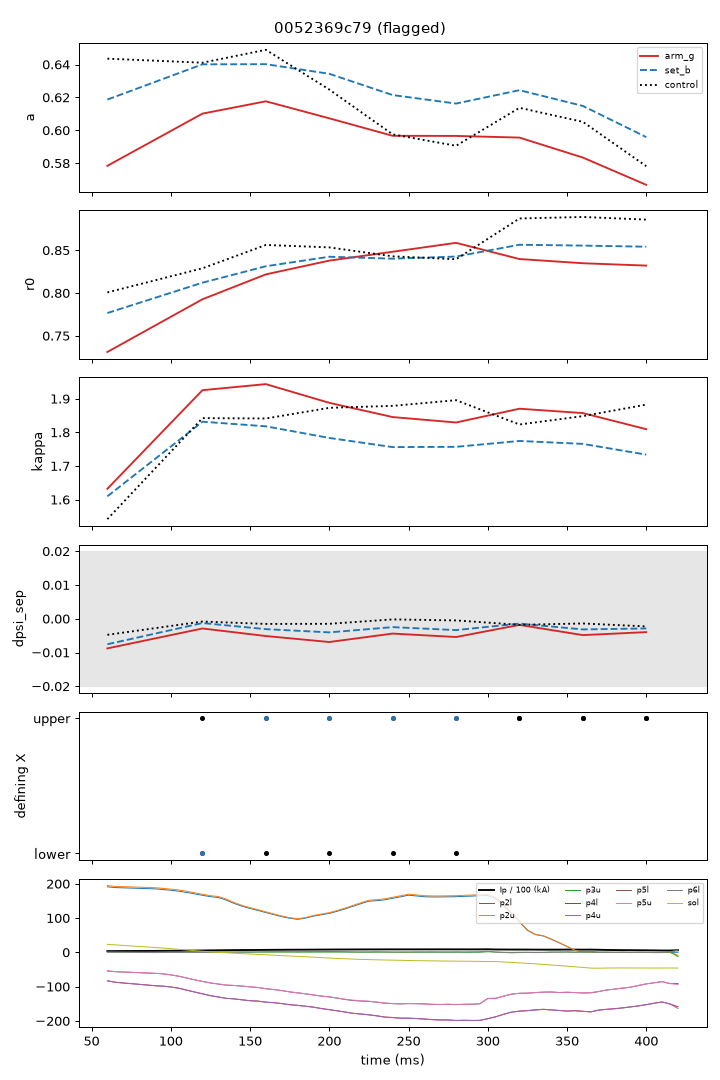 0052369c79 (flagged)
0.64
0.62
0.60
0.58
a
arm_g
set_b
control
0.85
0.80
0.75
r0
1.9
1.8
1.7
1.6
kappa
0.02
0.01
0.00
−0.01
−0.02
dpsi_sep
upper
lower
defining X
200
100
0
−100
−200
Ip / 100 (kA)
p2l
p2u
p3u
p4l
p4u
p5l
p5u
p6l
sol
50 100 150 200 250 300 350 400
time (ms)